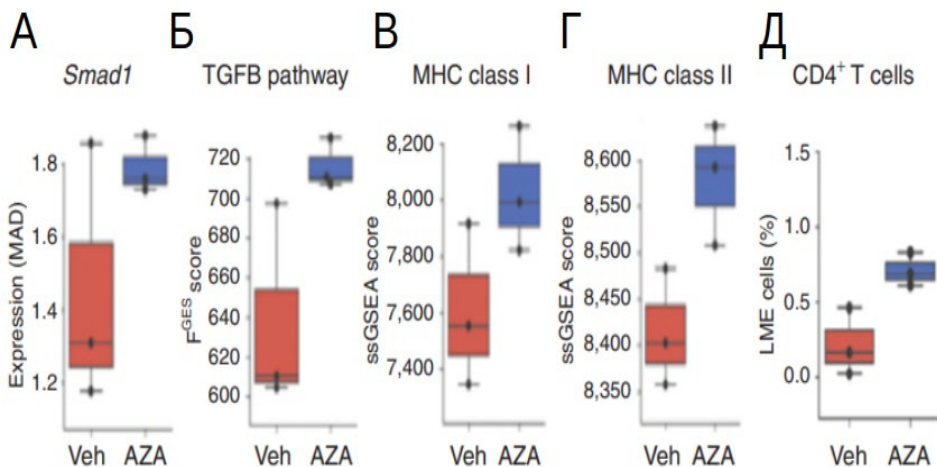 А Б В Г Д
Smad1 TGFB pathway MHC class I MHC class II CD4⁺ T cells
Expression (MAD)
1.8
1.6
1.4
1.2
Veh AZA
F^GES score
720
700
680
660
640
620
600
Veh AZA
ssGSEA score
8,200
8,000
7,800
7,600
7,400
Veh AZA
ssGSEA score
8,600
8,550
8,500
8,450
8,400
8,350
Veh AZA
LME cells (%)
1.5
1.0
0.5
0.0
Veh AZA